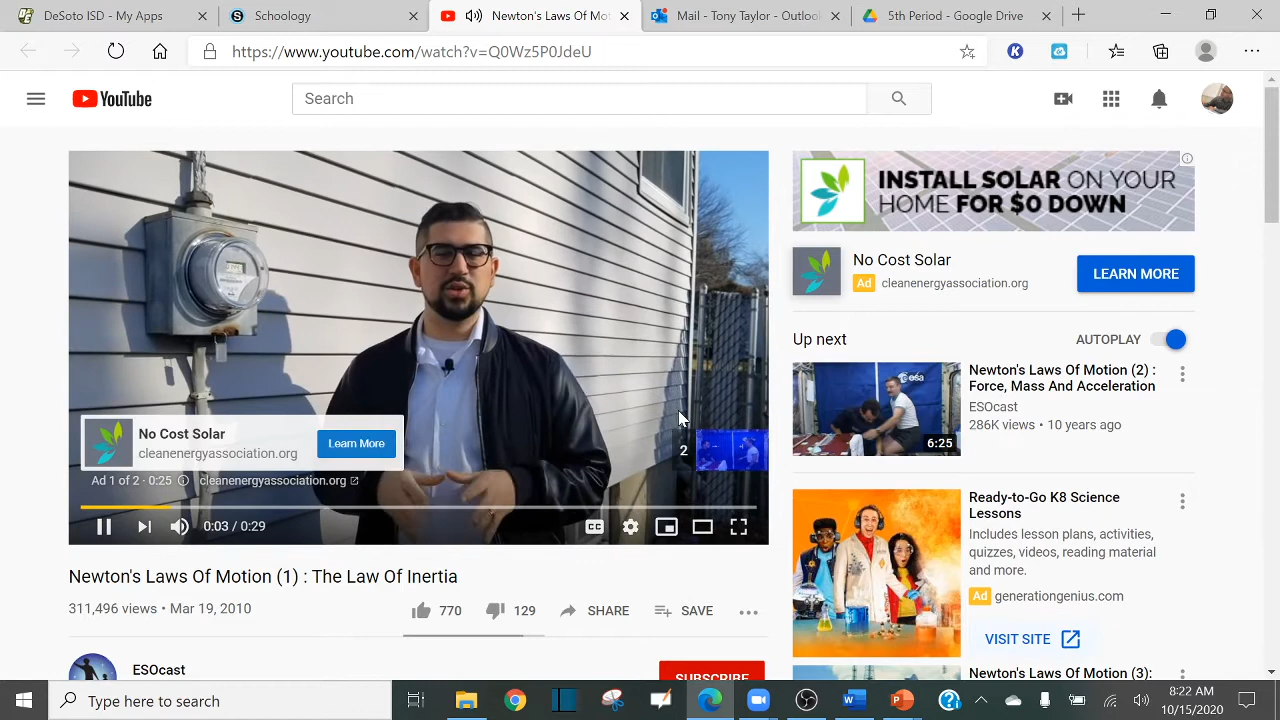 DeSoto ISD - My Po
Schoology
Newton's Laws Of Mot
Mail - Tony Taylor - Outlool
5th Period - Google Drive
https://www.youtube.com/watch?v=Q0Wz5P0JdeU
YouTube
Search
INSTALL SOLAR ON YOUR
HOME FOR $0 DOWN
No Cost Solar
Ad cleanenergyassociation.org
LEARN MORE
No Cost Solar
cleanenergyassociation.org
Learn More
2
Ad 1 of 2 · 0:25 cleanenergyassociation.org
0:03 / 0:29
CC
Up next
AUTOPLAY
esa
6:25
Newton's Laws Of Motion (2) :
Force, Mass And Acceleration
ESOcast
286K views • 10 years ago
Ready-to-Go K8 Science
Lessons
Includes lesson plans, activities,
quizzes, videos, reading material
and more.
Ad generationgenius.com
VISIT SITE
Newton's Laws Of Motion (3):
Newton's Laws Of Motion (1) : The Law Of Inertia
311,496 views • Mar 19, 2010
770
129
SHARE
SAVE
ESOcast
SUBSCRIBE
Type here to search
8:22 AM
10/15/2020